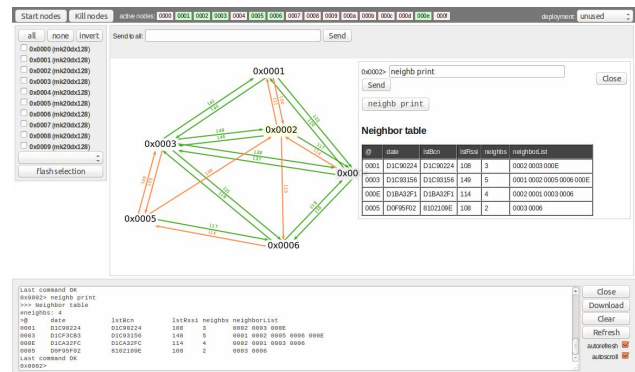 Start nodes Kill nodes active nodes 0000 0001 0002 0003 0004 0005 0006 0007 0008 0009 000a 000b 000c 000d 000e 000f deployment: unused
all none invert
Send to all: Send
0x0000 (mk20dx128)
0x0001 (mk20dx128)
0x0002 (mk20dx128)
0x0003 (mk20dx128)
0x0004 (mk20dx128)
0x0005 (mk20dx128)
0x0006 (mk20dx128)
0x0007 (mk20dx128)
0x0008 (mk20dx128)
0x0009 (mk20dx128)
flash selection
0x0001
0x0002
0x0003
0x00
0x0005
0x0006
0x0002> neighb print
Close
Send
neighb print
Neighbor table
@ date lstBcn lstRssi neighbs neighborList
0001 D1C90224 D1C90224 108 3 0002 0003 000E
0003 D1C93156 D1C93156 149 5 0001 0002 0005 0006 000E
000E D1BA32F1 D1BA32F1 114 4 0002 0001 0003 0006
0005 D0F95F02 8102109E 108 2 0003 0006
Last command OK
0x0002> neighb print
>>> Neighbor table
#neighbs: 4
>@ date lstBcn lstRssi neighbs neighborList
0001 D1C90224 D1C90224 108 3 0002 0003 000E
0003 D1CF3CB3 D1C93156 148 5 0001 0002 0005 0006 000E
000E D1CA32FC D1CA32FC 114 4 0002 0001 0003 0006
0005 D0F95F02 8102109E 108 2 0003 0006
Last command OK
0x0002>
Close
Download
Clear
Refresh
autorefresh
autoscroll